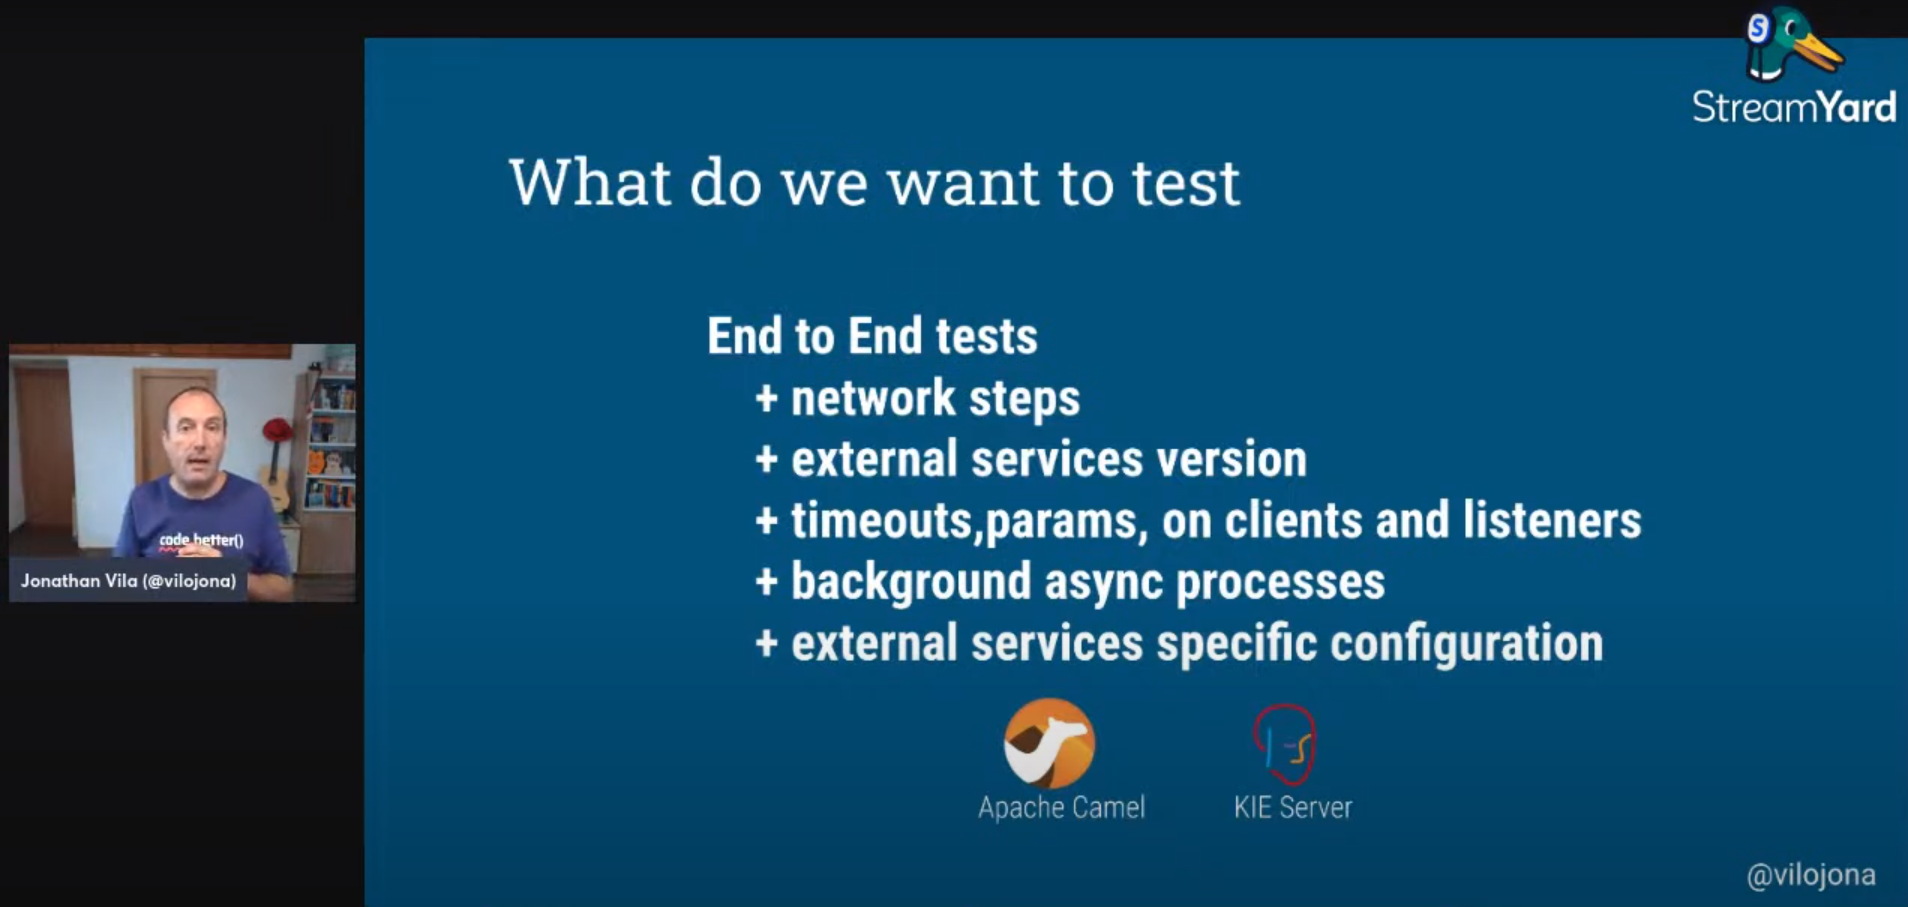 S
StreamYard
What do we want to test
End to End tests
+ network steps
+ external services version
+ timeouts,params, on clients and listeners
+ background async processes
+ external services specific configuration
code.better()
Jonathan Vila (@vilojona)
Apache Camel
KIE Server
@vilojona